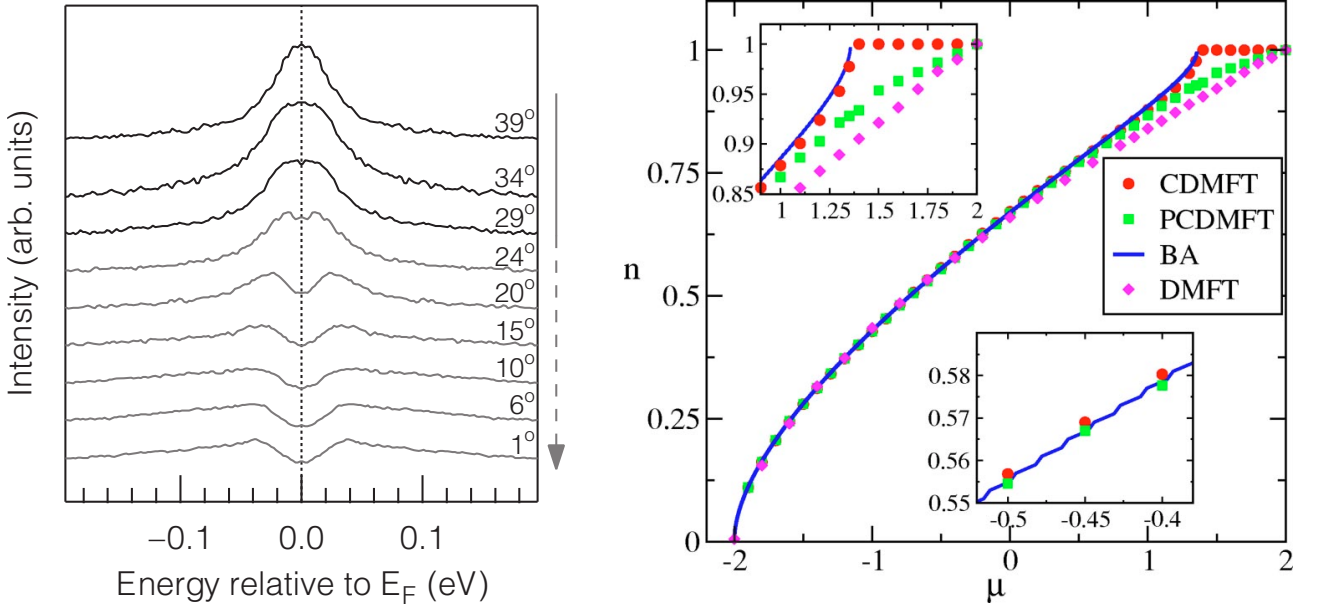 Intensity (arb. units)
39°
34°
29°
24°
20°
15°
10°
6°
1°
−0.1 0.0 0.1
Energy relative to E_F (eV)
n
1
0.75
0.5
0.25
0
-2 -1 0 1 2
μ
1
0.95
0.9
0.85
1 1.25 1.5 1.75 2
CDMFT
PCDMFT
BA
DMFT
0.58
0.57
0.56
0.55
-0.5 -0.45 -0.4